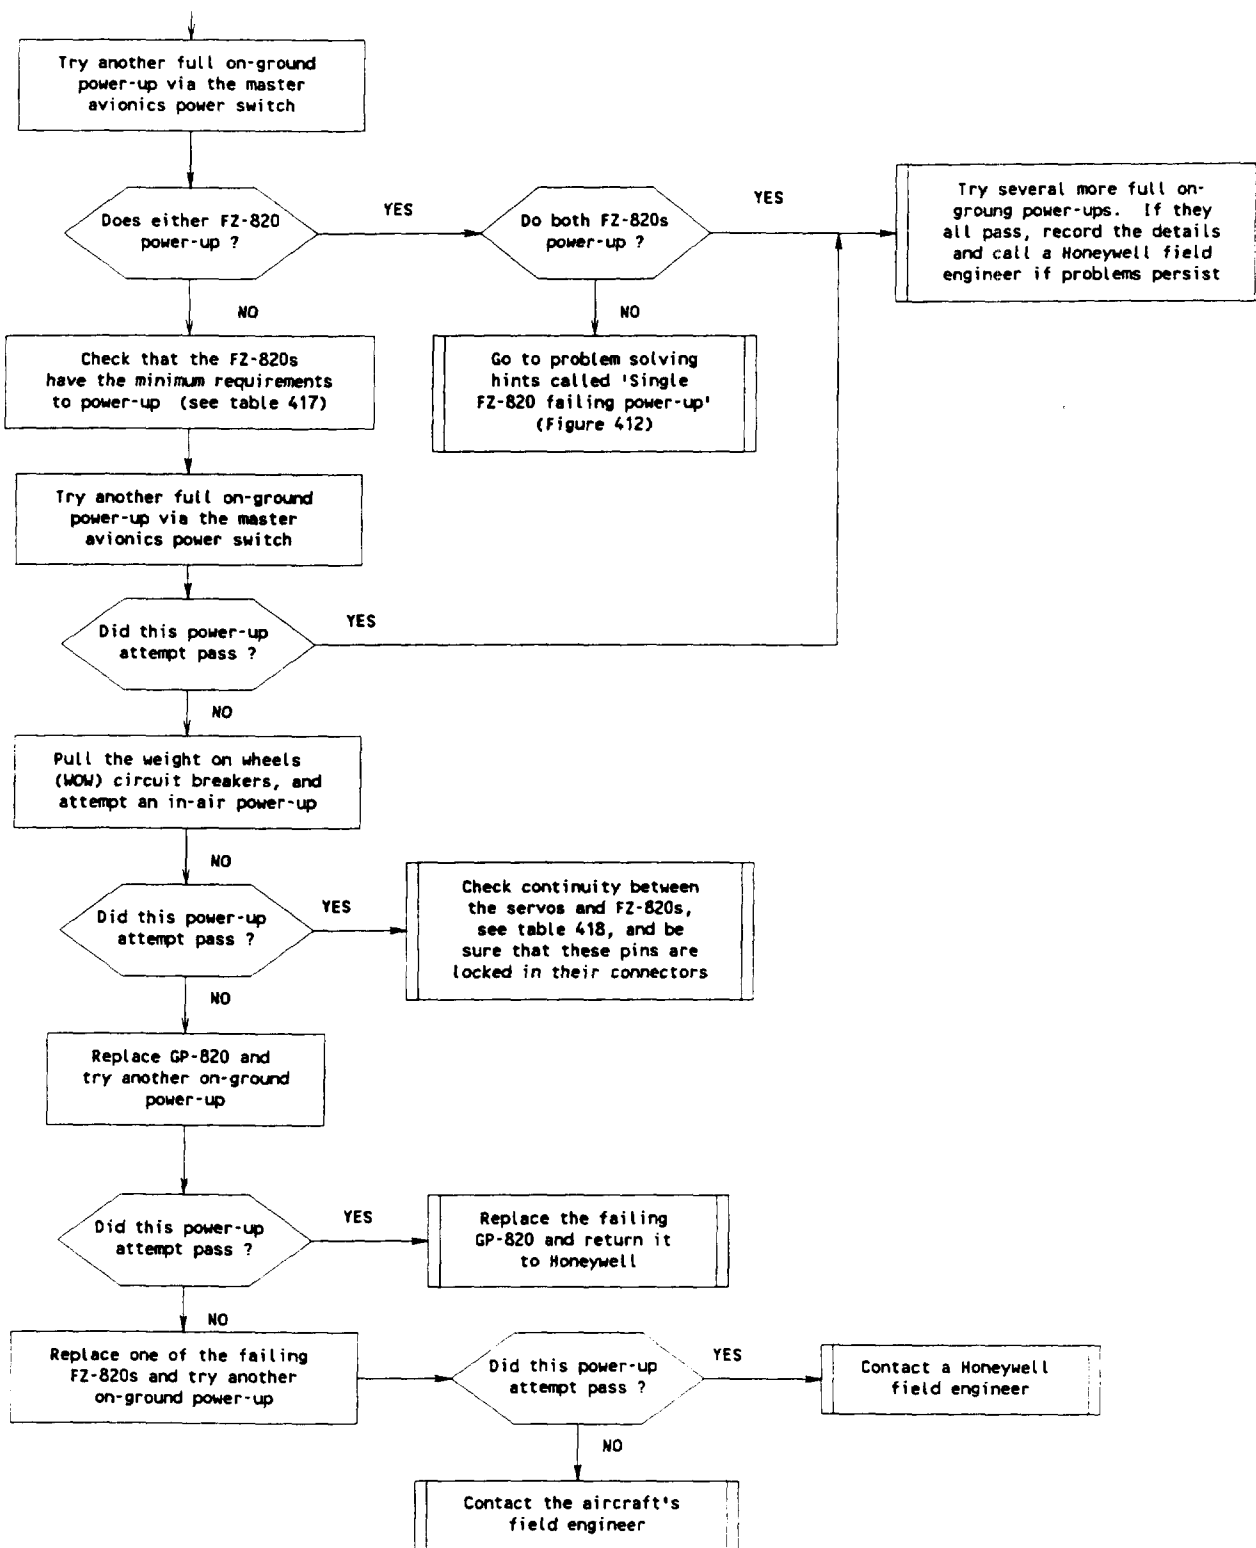 Try another full on-ground
power-up via the master
avionics power switch
Does either FZ-820
power-up ?
YES
Do both FZ-820s
power-up ?
YES
Try several more full on-
groung power-ups. If they
all pass, record the details
and call a Honeywell field
engineer if problems persist
NO
NO
Check that the FZ-820s
have the minimum requirements
to power-up (see table 417)
Go to problem solving
hints called 'Single
FZ-820 failing power-up'
(Figure 412)
Try another full on-ground
power-up via the master
avionics power switch
Did this power-up
attempt pass ?
YES
NO
Pull the weight on wheels
(WOW) circuit breakers, and
attempt an in-air power-up
NO
Did this power-up
attempt pass ?
YES
Check continuity between
the servos and FZ-820s,
see table 418, and be
sure that these pins are
locked in their connectors
NO
Replace GP-820 and
try another on-ground
power-up
Did this power-up
attempt pass ?
YES
Replace the failing
GP-820 and return it
to Honeywell
NO
Replace one of the failing
FZ-820s and try another
on-ground power-up
Did this power-up
attempt pass ?
YES
Contact a Honeywell
field engineer
NO
Contact the aircraft's
field engineer